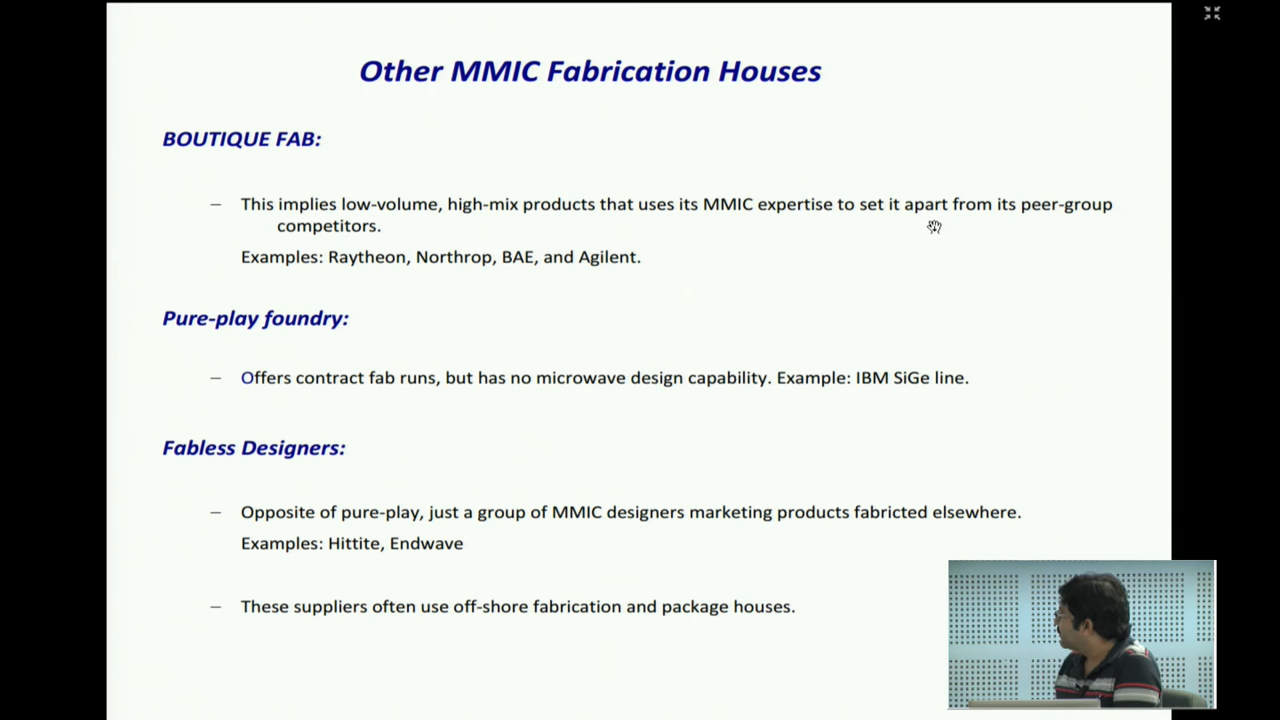 Other MMIC Fabrication Houses
BOUTIQUE FAB:
– This implies low-volume, high-mix products that uses its MMIC expertise to set it apart from its peer-group
competitors.
Examples: Raytheon, Northrop, BAE, and Agilent.
Pure-play foundry:
– Offers contract fab runs, but has no microwave design capability. Example: IBM SiGe line.
Fabless Designers:
– Opposite of pure-play, just a group of MMIC designers marketing products fabricted elsewhere.
Examples: Hittite, Endwave
– These suppliers often use off-shore fabrication and package houses.